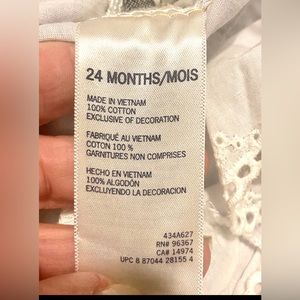 24 MONTHS/MOIS
MADE IN VIETNAM
100% COTTON
EXCLUSIVE OF DECORATION
FABRIQUÉ AU VIETNAM
COTON 100 %
GARNITURES NON COMPRISES
HECHO EN VIETNAM
100% ALGODÓN
EXCLUYENDO LA DECORACION
434A627
RN# 96367
CA# 14974
UPC 8 87044 28155 4